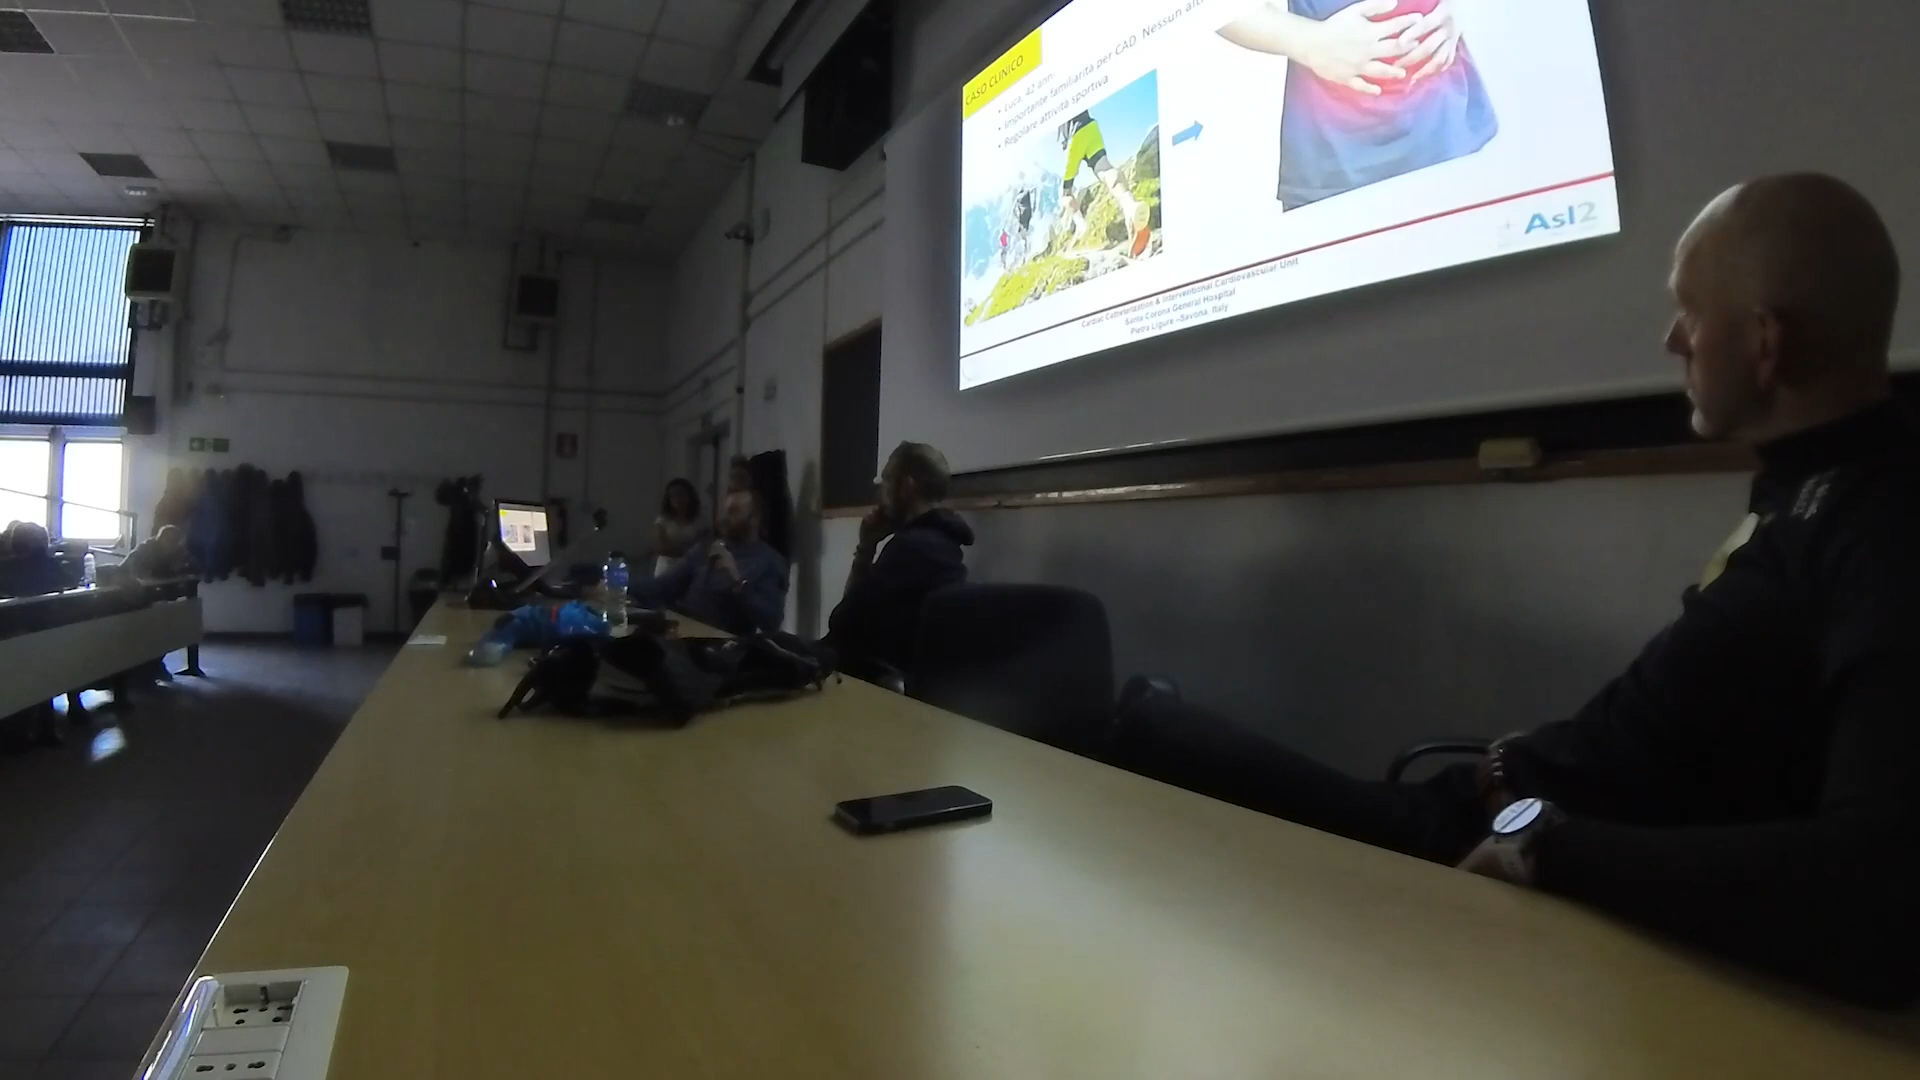 CASO CLINICO
• Luca, 42 anni
• Importante familiarità per CAD. Nessun
• Regolare attività sportiva
Asl2
Cardiac Catheterization & Interventional Cardiovascular Unit
Santa Corona General Hospital
Pietra Ligure –Savona, Italy